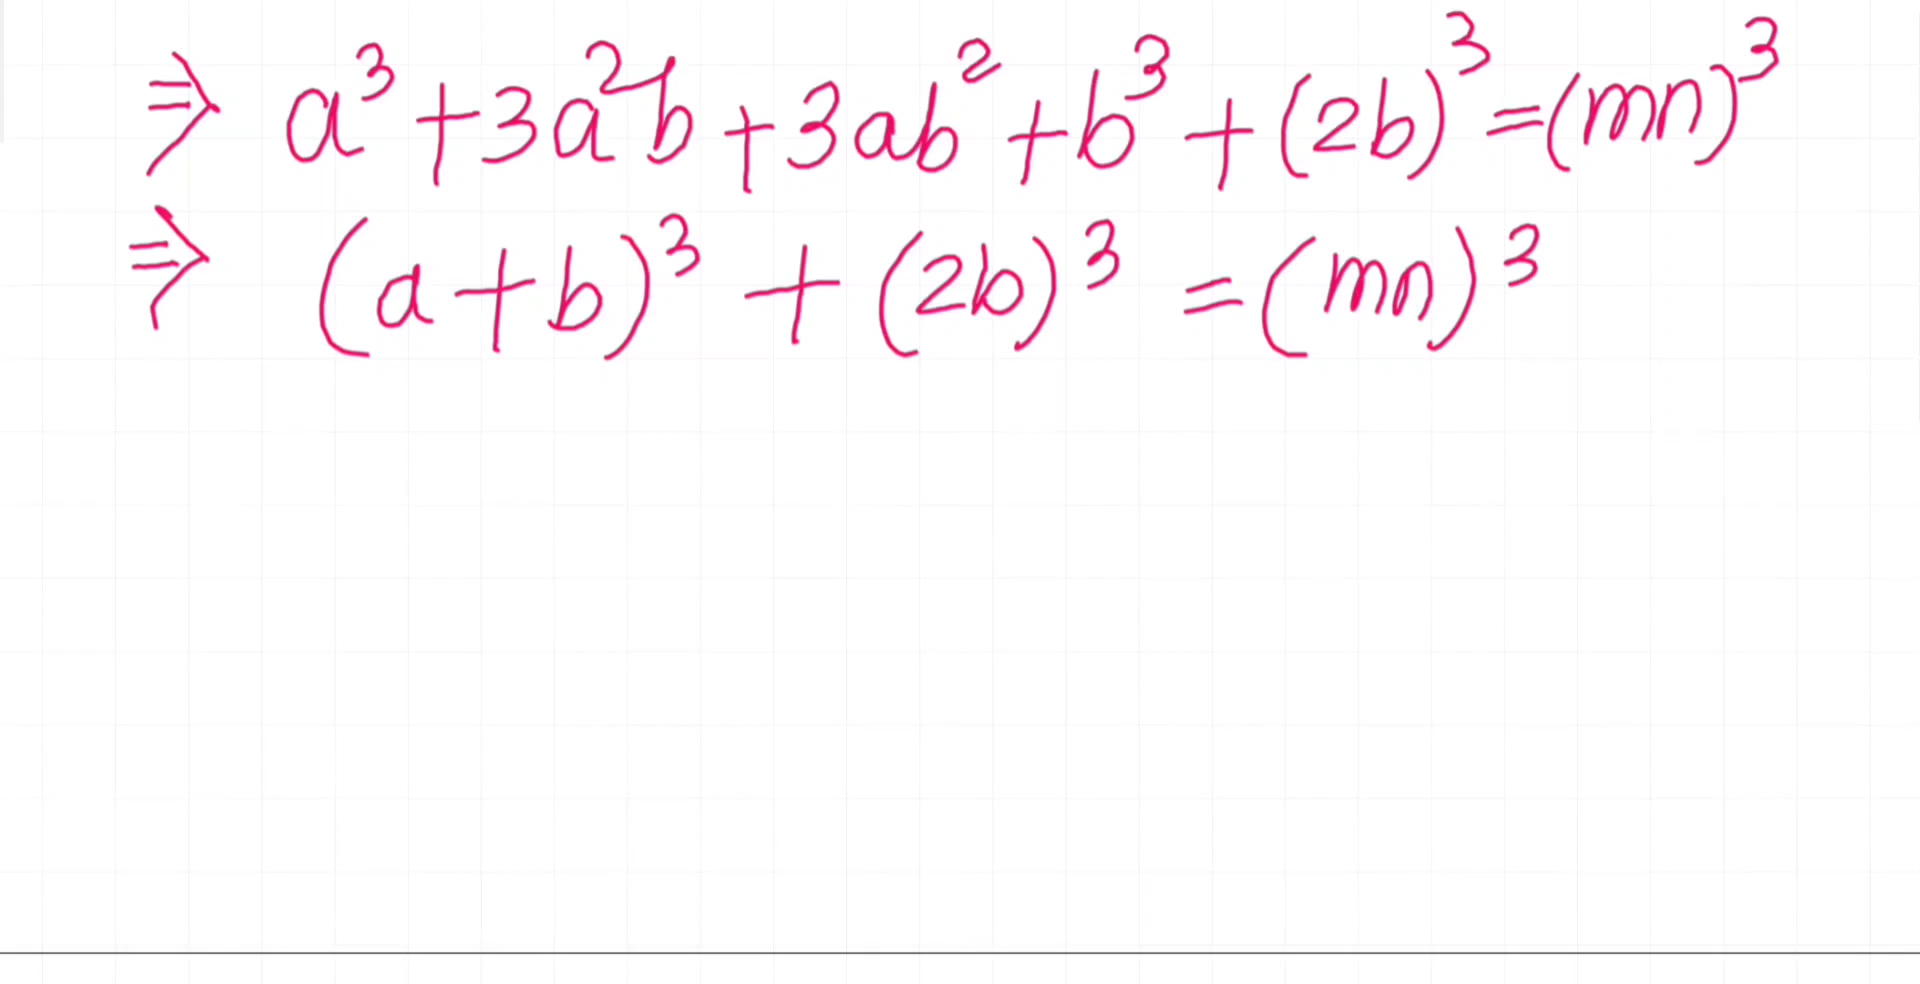 ⇒ a³+3a²b+3ab²+b³+(2b)³=(mn)³
⇒ (a+b)³+(2b)³=(mn)³